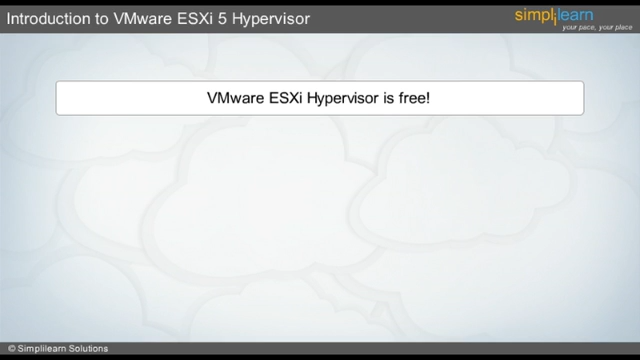 Introduction to VMware ESXi 5 Hypervisor
simplilearn
your pace, your place
VMware ESXi Hypervisor is free!
© Simplilearn Solutions